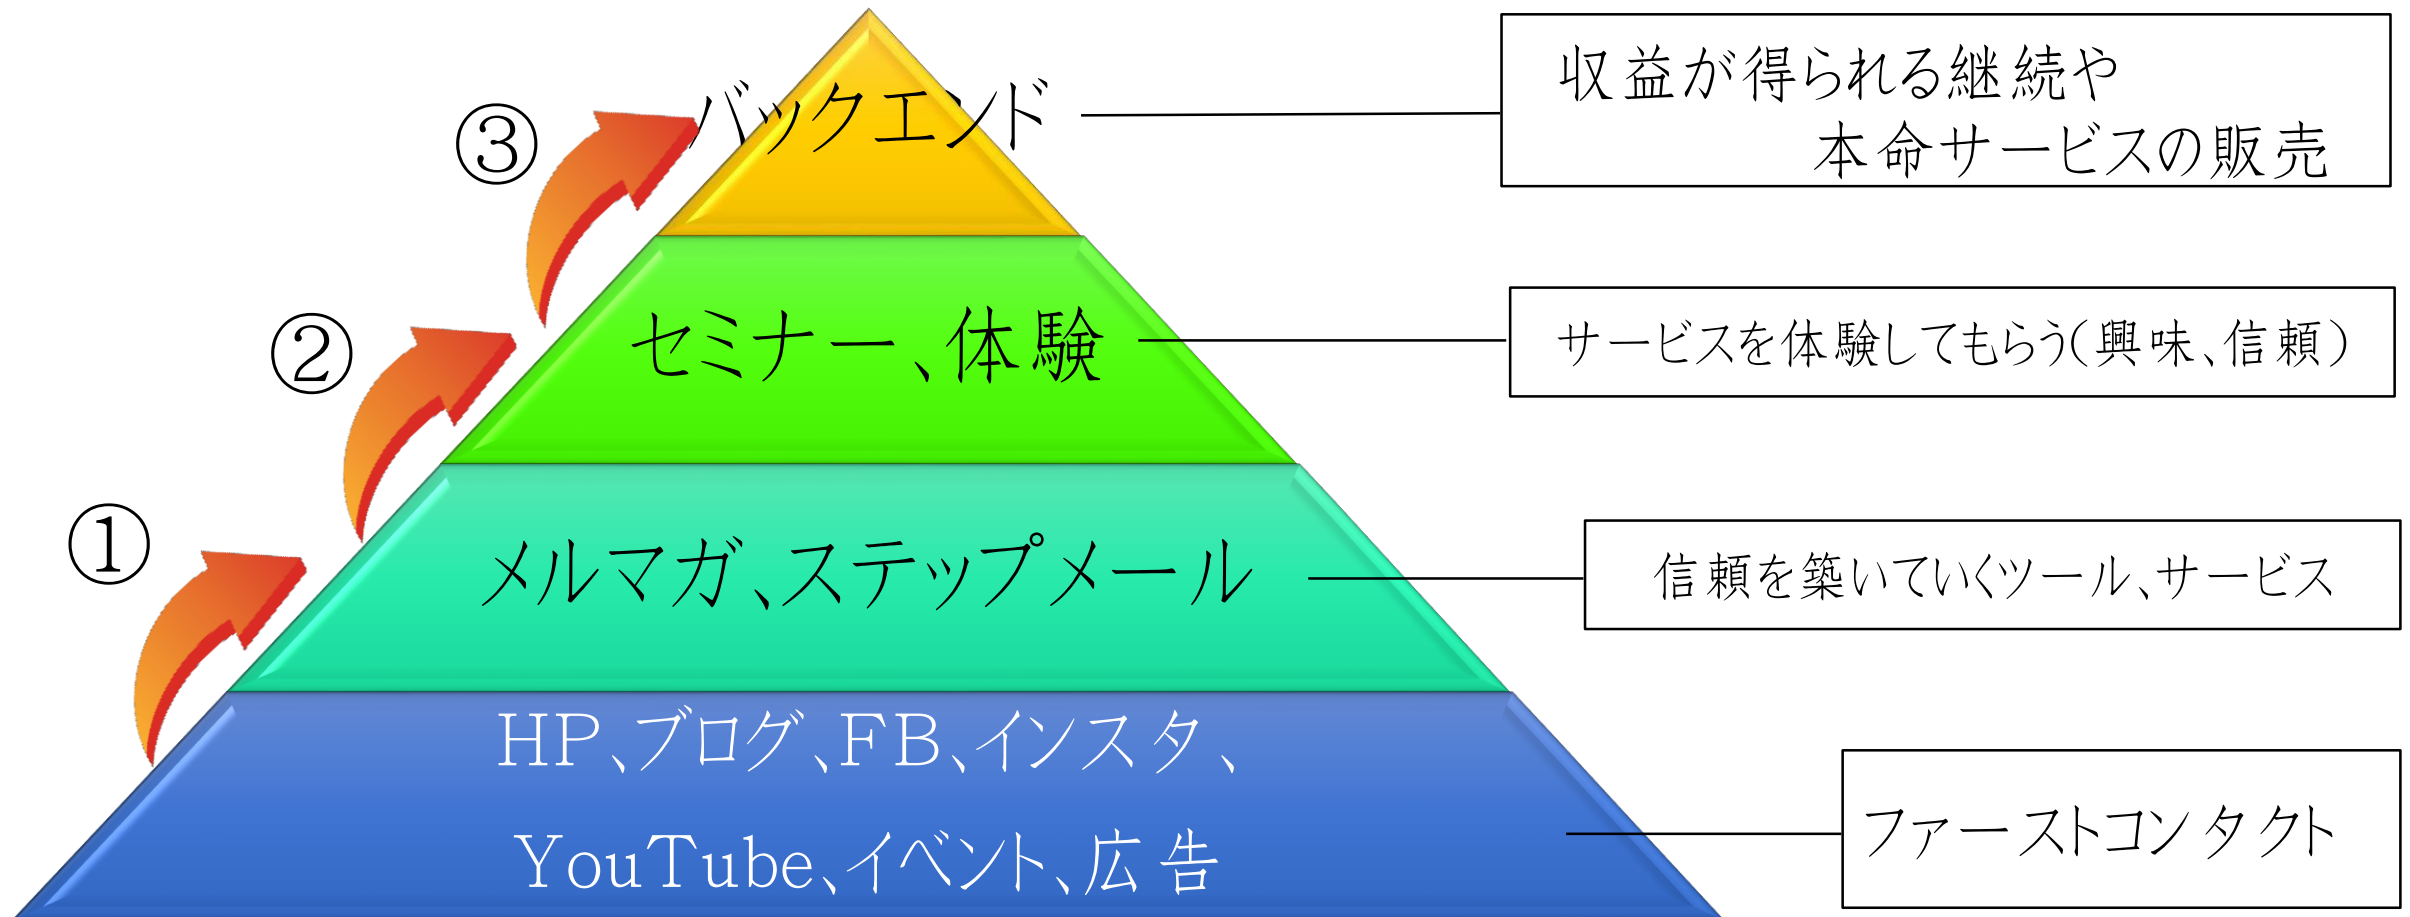 ③
バックエンド
収益が得られる継続や
本命サービスの販売
②
セミナー、体験
サービスを体験してもらう（興味、信頼）
①
メルマガ、ステップメール
信頼を築いていくツール、サービス
HP、ブログ、FB、インスタ、
YouTube、イベント、広告
ファーストコンタクト